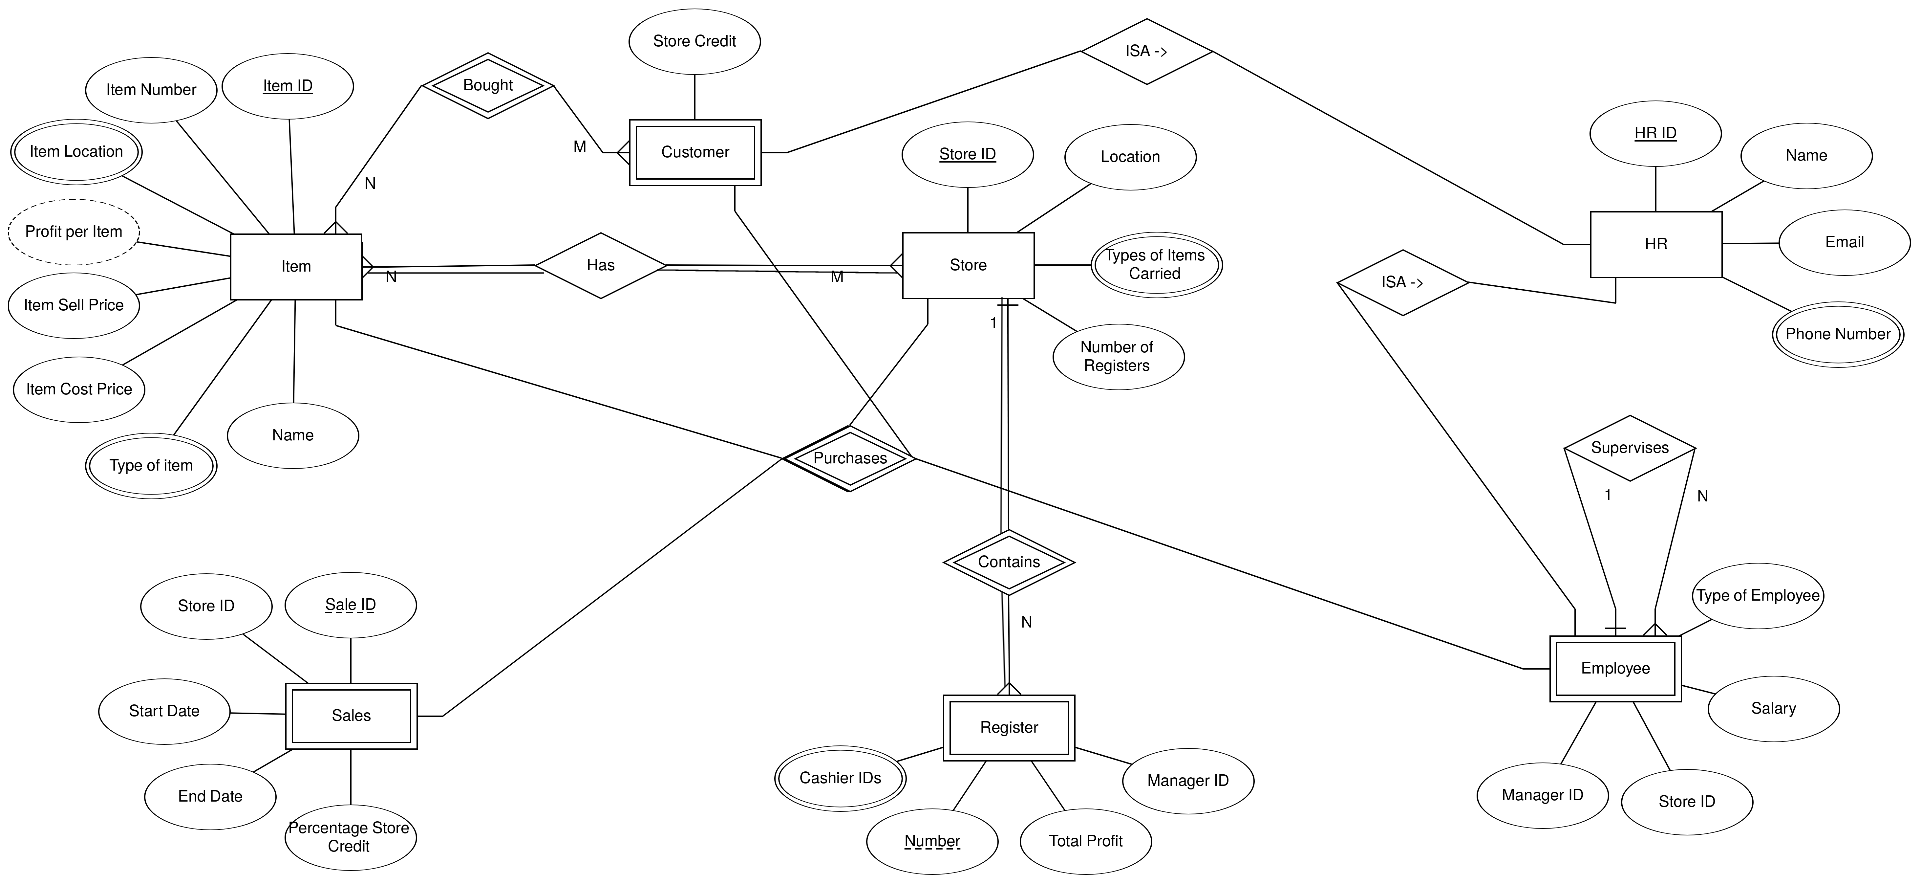 Store Credit
ISA ->
Item Number
Item ID
Bought
Item Location
Customer
M
N
Store ID
Location
HR ID
Name
Profit per Item
Item
N
Has
M
Store
Types of Items
Carried
HR
Email
ISA ->
Item Sell Price
1
Number of
Registers
Phone Number
Item Cost Price
Name
Type of item
Purchases
Supervises
1
N
Contains
Store ID
Sale ID
N
Type of Employee
Employee
Start Date
Sales
Register
Salary
Cashier IDs
Manager ID
End Date
Manager ID
Store ID
Percentage Store
Credit
Number
Total Profit